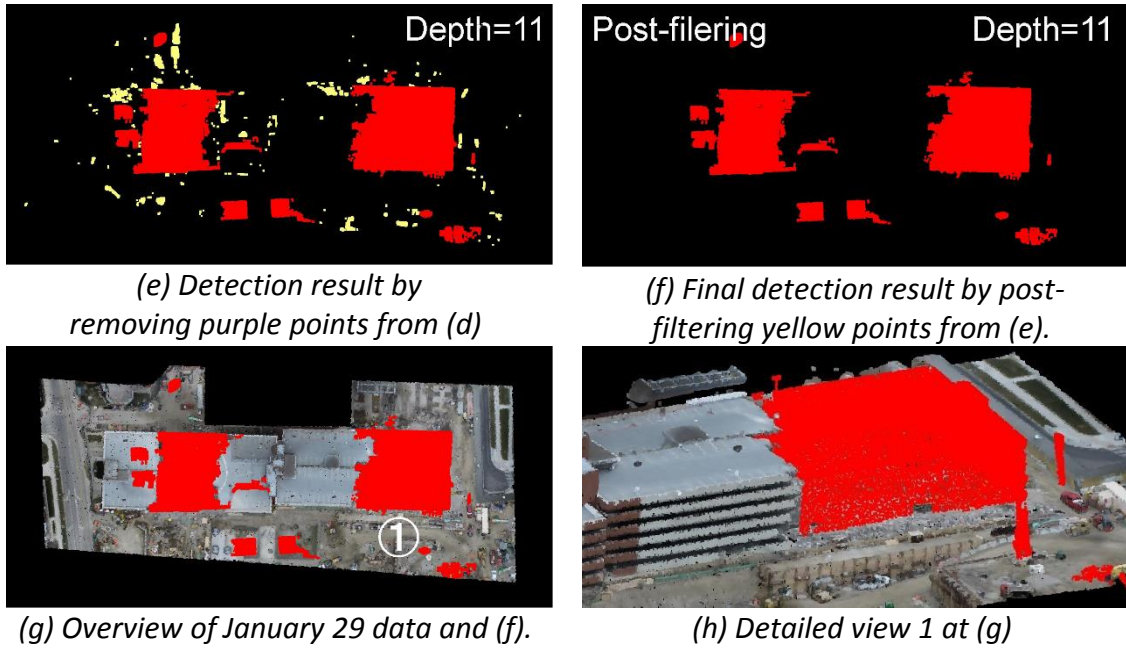 Depth=11
Post-filering
Depth=11
(e) Detection result by
removing purple points from (d)
(f) Final detection result by post-
filtering yellow points from (e).
①
(g) Overview of January 29 data and (f).
(h) Detailed view 1 at (g)